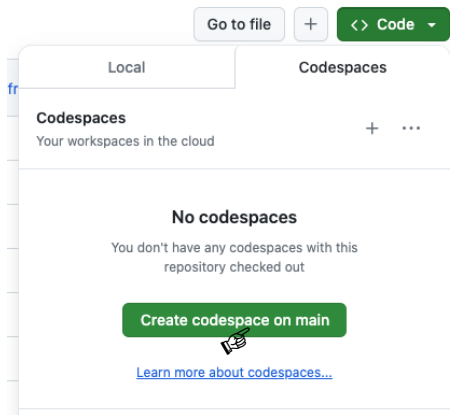 Go to file
<> Code
Local
Codespaces
fr
Codespaces
Your workspaces in the cloud
No codespaces
You don't have any codespaces with this
repository checked out
Create codespace on main
Learn more about codespaces...